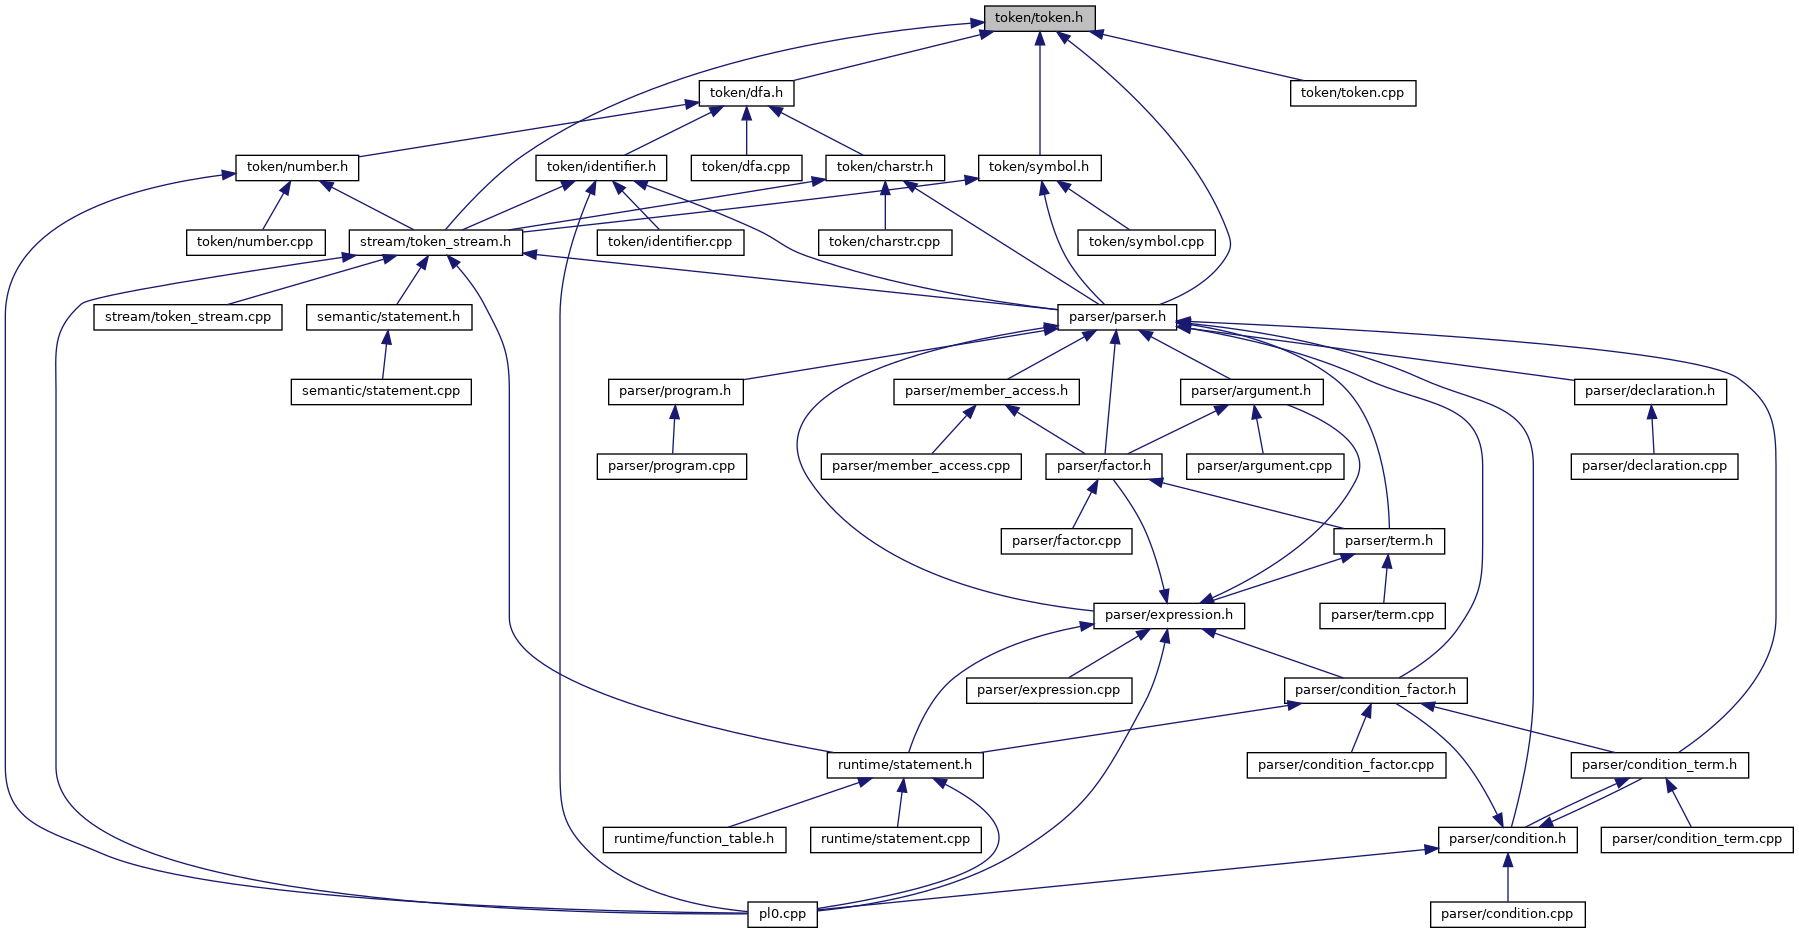 token/token.h
token/dfa.h
token/token.cpp
token/number.h
token/identifier.h
token/dfa.cpp
token/charstr.h
token/symbol.h
token/number.cpp
stream/token_stream.h
token/identifier.cpp
token/charstr.cpp
token/symbol.cpp
stream/token_stream.cpp
semantic/statement.h
parser/parser.h
semantic/statement.cpp
parser/program.h
parser/member_access.h
parser/argument.h
parser/declaration.h
parser/program.cpp
parser/member_access.cpp
parser/factor.h
parser/argument.cpp
parser/declaration.cpp
parser/factor.cpp
parser/term.h
parser/expression.h
parser/term.cpp
parser/expression.cpp
parser/condition_factor.h
runtime/statement.h
parser/condition_factor.cpp
parser/condition_term.h
runtime/function_table.h
runtime/statement.cpp
parser/condition.h
parser/condition_term.cpp
pl0.cpp
parser/condition.cpp